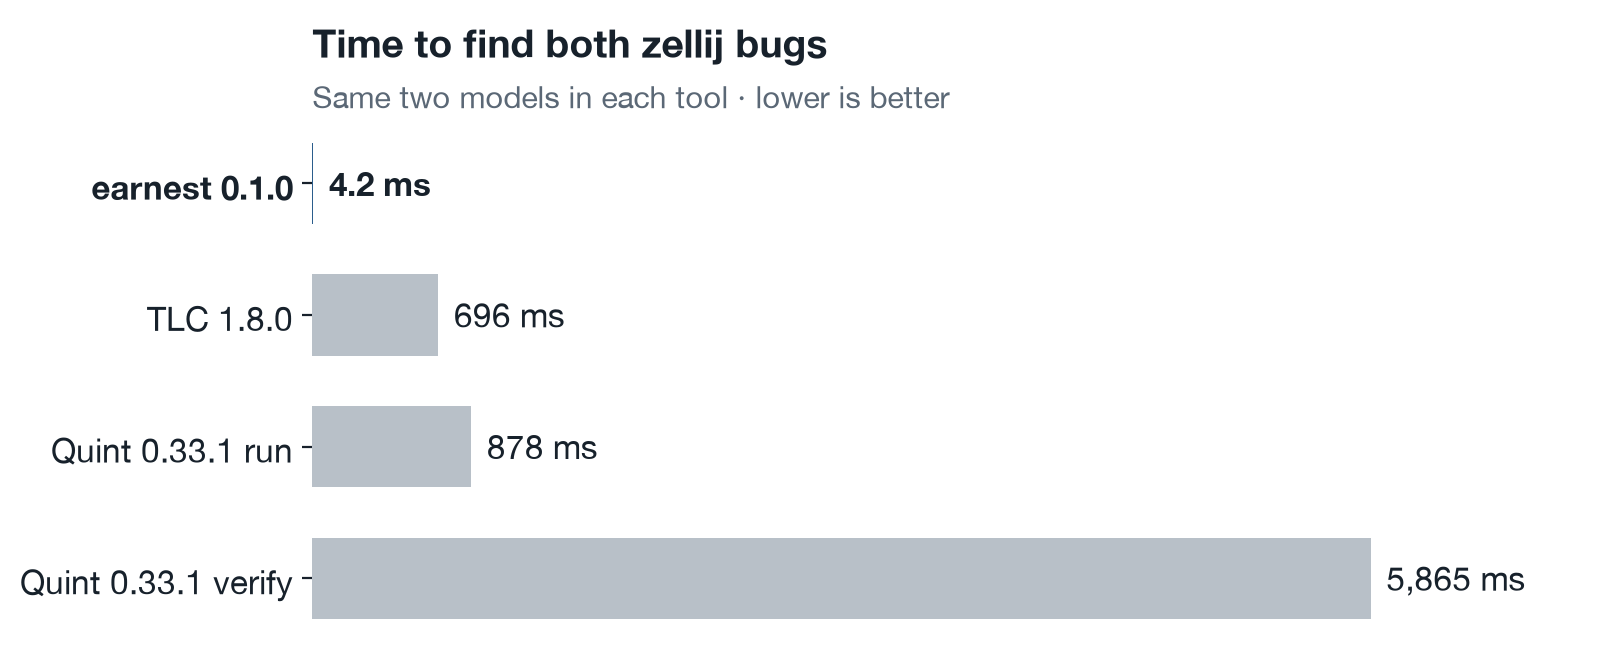 Time to find both zellij bugs
Same two models in each tool · lower is better
earnest 0.1.0 4.2 ms
TLC 1.8.0 696 ms
Quint 0.33.1 run 878 ms
Quint 0.33.1 verify 5,865 ms